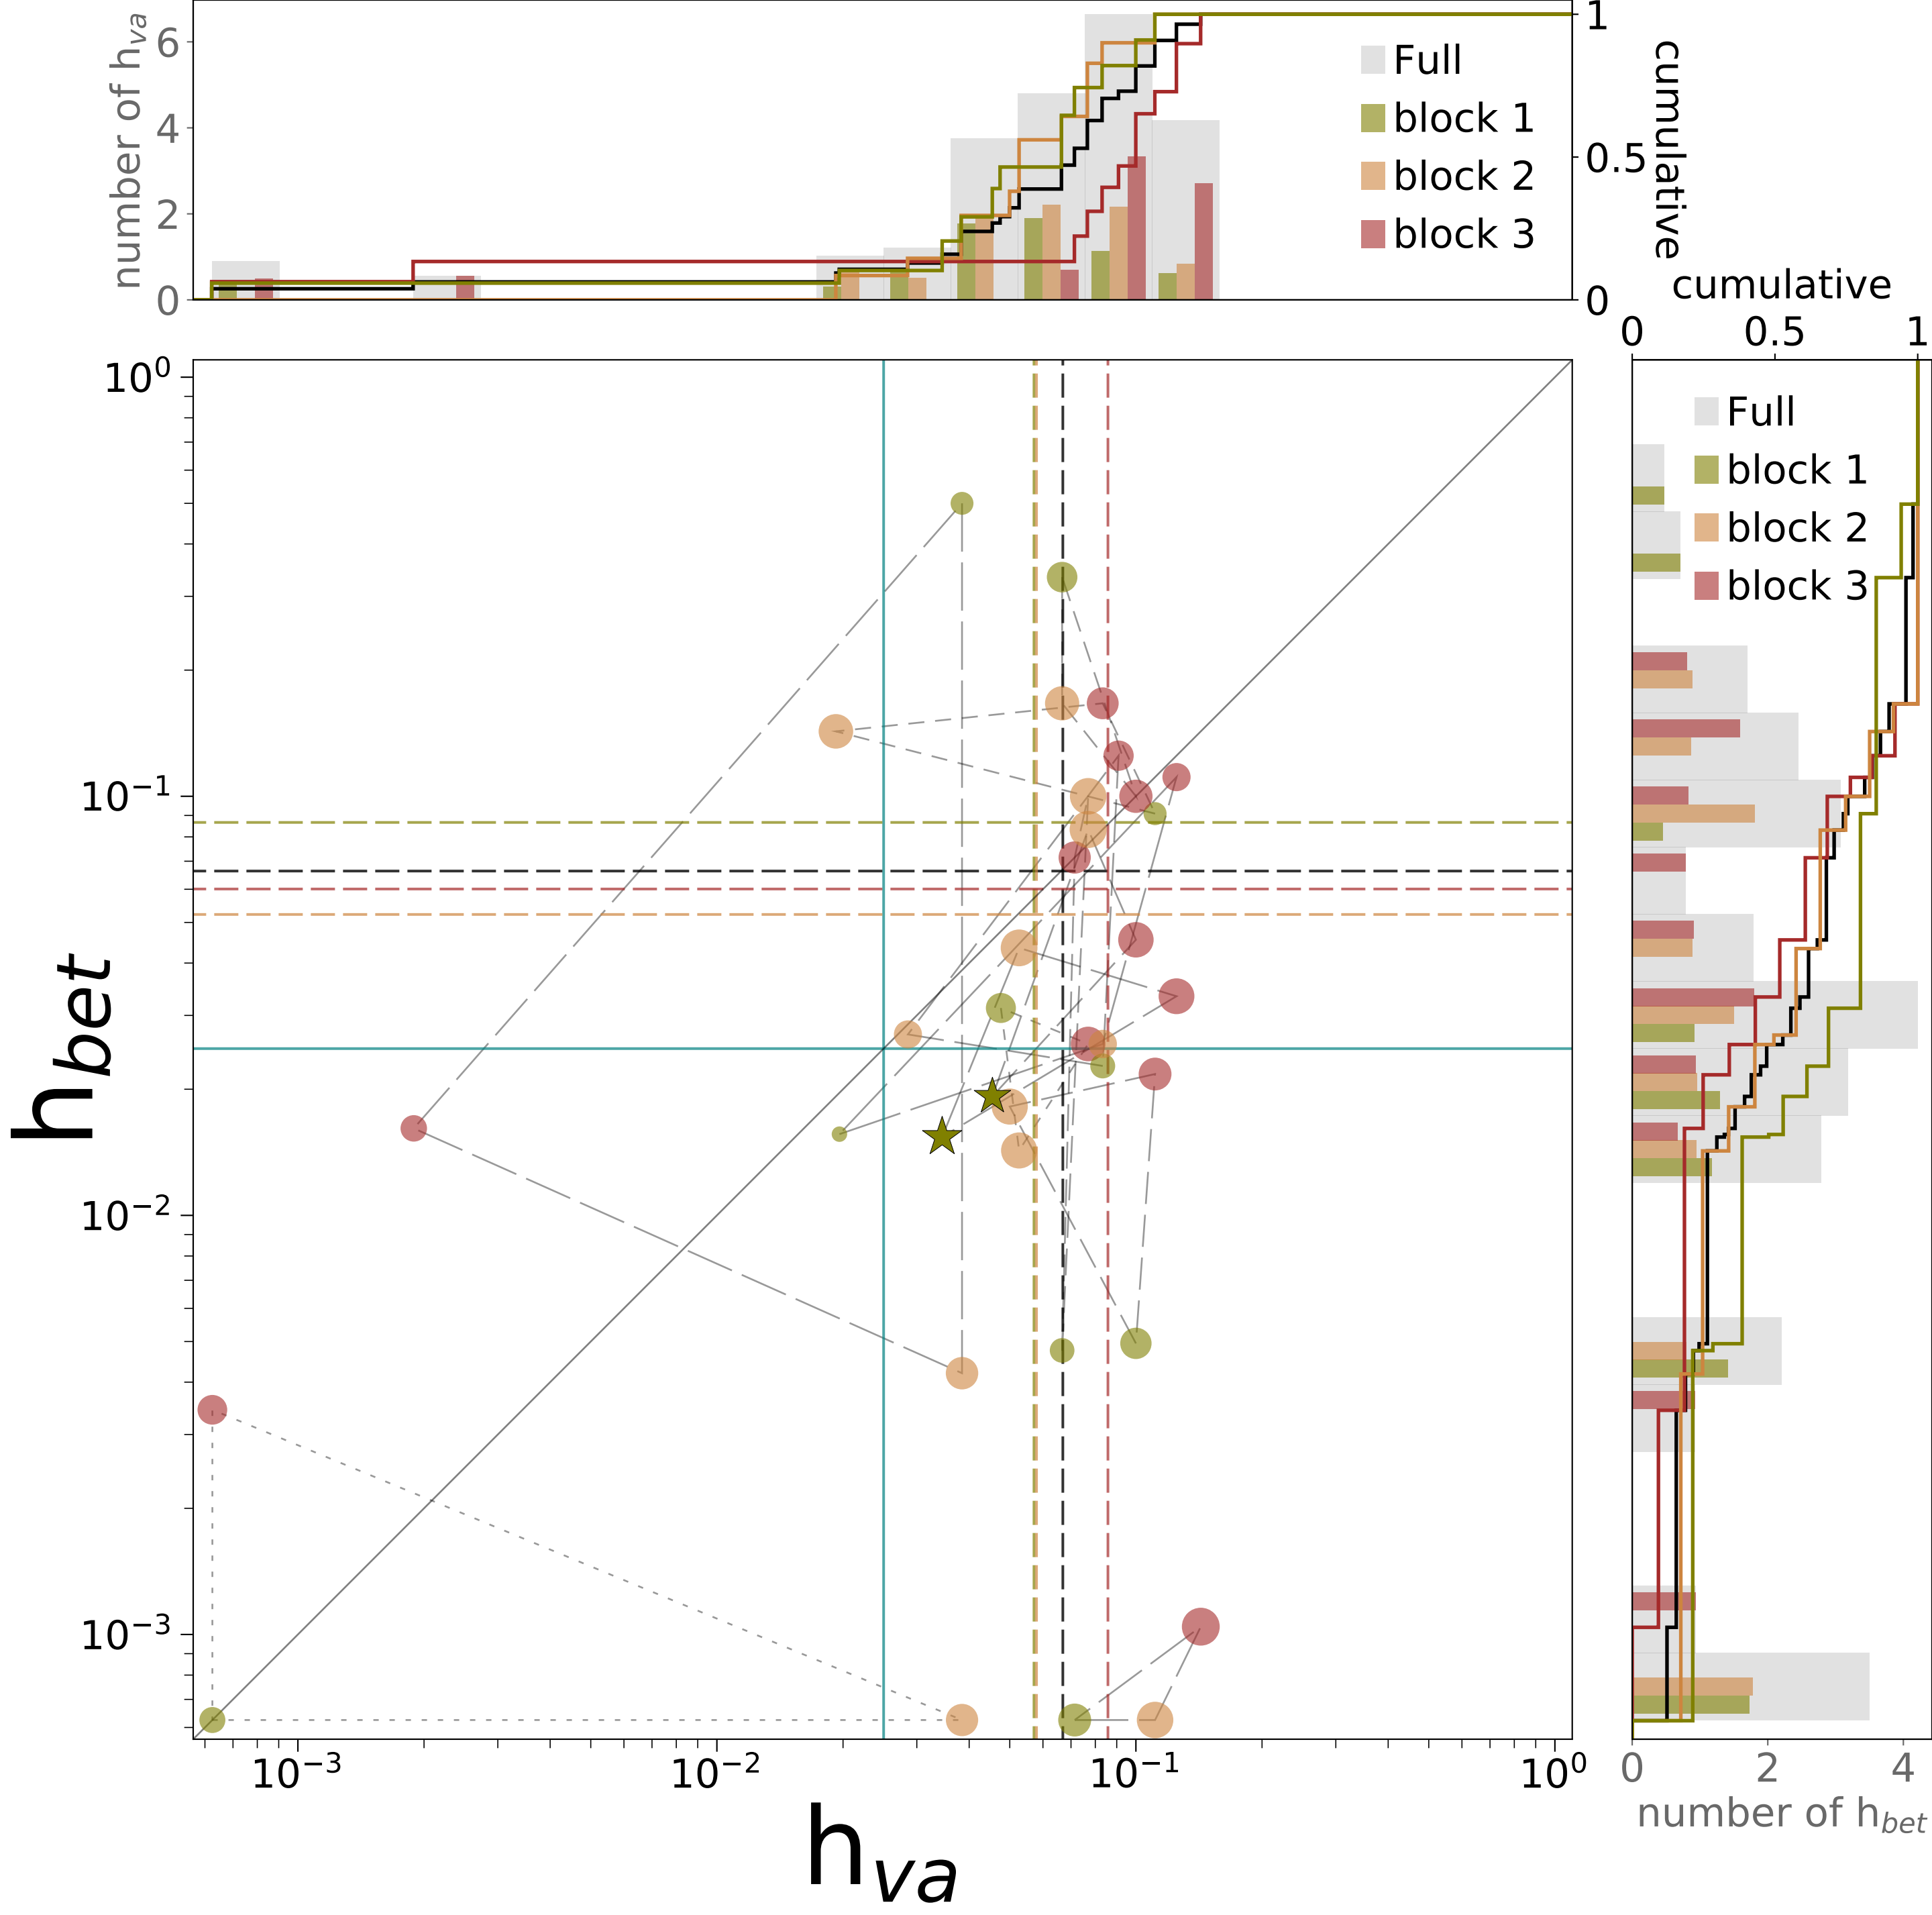 number of h_va
6
4
2
0
Full
block 1
block 2
block 3
1
0.5
0
cumulative
cumulative
0 0.5 1
h_bet
10^0
10^−1
10^−2
10^−3
Full
block 1
block 2
block 3
10^−3 10^−2 10^−1 10^0
h_va
0 2 4
number of h_bet